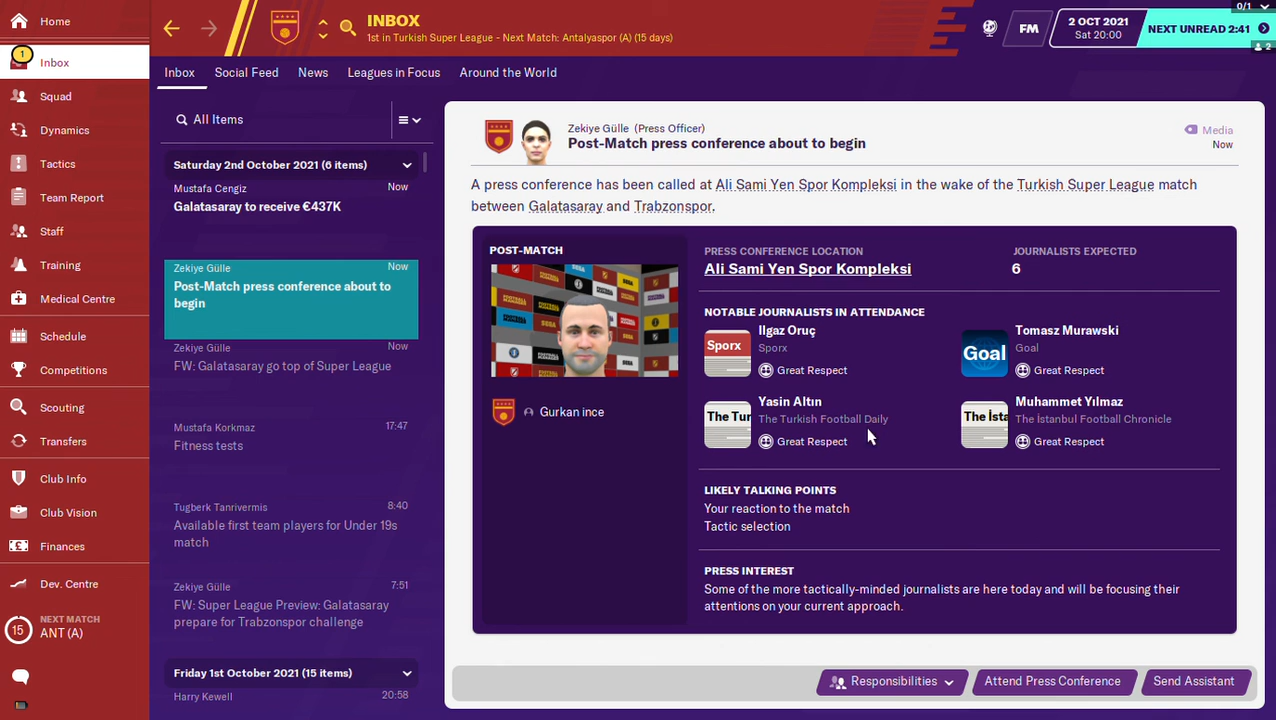 Home
INBOX
1st in Turkish Super League - Next Match: Antalyaspor (A) (15 days)
FM
2 OCT 2021
Sat 20:00
NEXT UNREAD 2:41
0/1
2
1
Inbox
Squad
Dynamics
Tactics
Team Report
Staff
Training
Medical Centre
Schedule
Competitions
Scouting
Transfers
Club Info
Club Vision
Finances
Dev. Centre
15
NEXT MATCH
ANT (A)
Inbox Social Feed News Leagues in Focus Around the World
All Items
Saturday 2nd October 2021 (6 items)
Mustafa Cengiz Now
Galatasaray to receive €437K
Zekiye Gülle Now
Post-Match press conference about to
begin
Zekiye Gülle Now
FW: Galatasaray go top of Super League
Mustafa Korkmaz 17:47
Fitness tests
Tugberk Tanrivermis 8:40
Available first team players for Under 19s
match
Zekiye Gülle 7:51
FW: Super League Preview: Galatasaray
prepare for Trabzonspor challenge
Friday 1st October 2021 (15 items)
Harry Kewell 20:58
Zekiye Gülle (Press Officer)
Post-Match press conference about to begin
Media
Now
A press conference has been called at Ali Sami Yen Spor Kompleksi in the wake of the Turkish Super League match
between Galatasaray and Trabzonspor.
POST-MATCH
Gurkan ince
PRESS CONFERENCE LOCATION
Ali Sami Yen Spor Kompleksi
JOURNALISTS EXPECTED
6
NOTABLE JOURNALISTS IN ATTENDANCE
Sporx
Ilgaz Oruç
Sporx
Great Respect
Goal
Tomasz Murawski
Goal
Great Respect
The Tur
Yasin Altın
The Turkish Football Daily
Great Respect
The İsta
Muhammet Yılmaz
The İstanbul Football Chronicle
Great Respect
LIKELY TALKING POINTS
Your reaction to the match
Tactic selection
PRESS INTEREST
Some of the more tactically-minded journalists are here today and will be focusing their
attentions on your current approach.
Responsibilities
Attend Press Conference
Send Assistant